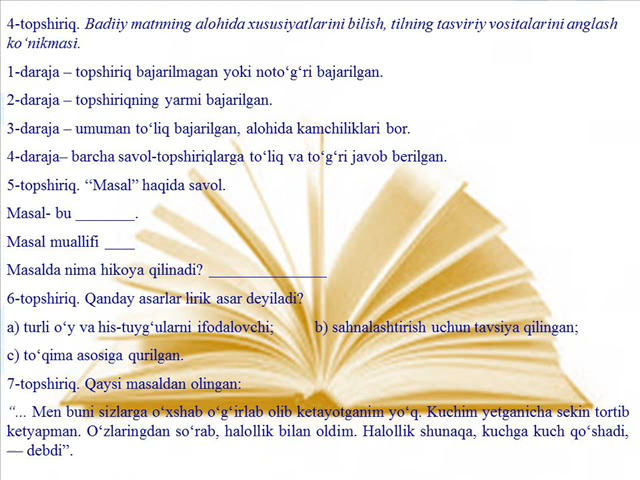 4-topshiriq. Badiiy matnning alohida xususiyatlarini bilish, tilning tasviriy vositalarini anglash
ko‘nikmasi.
1-daraja – topshiriq bajarilmagan yoki noto‘g‘ri bajarilgan.
2-daraja – topshiriqning yarmi bajarilgan.
3-daraja – umuman to‘liq bajarilgan, alohida kamchiliklari bor.
4-daraja– barcha savol-topshiriqlarga to‘liq va to‘g‘ri javob berilgan.
5-topshiriq. “Masal” haqida savol.
Masal- bu _______.
Masal muallifi ____
Masalda nima hikoya qilinadi? _______________
6-topshiriq. Qanday asarlar lirik asar deyiladi?
a) turli o‘y va his-tuyg‘ularni ifodalovchi; b) sahnalashtirish uchun tavsiya qilingan;
c) to‘qima asosiga qurilgan.
7-topshiriq. Qaysi masaldan olingan:
“... Men buni sizlarga o‘xshab o‘g‘irlab olib ketayotganim yo‘q. Kuchim yetganicha sekin tortib
ketyapman. O‘zlaringdan so‘rab, halollik bilan oldim. Halollik shunaqa, kuchga kuch qo‘shadi,
— debdi”.